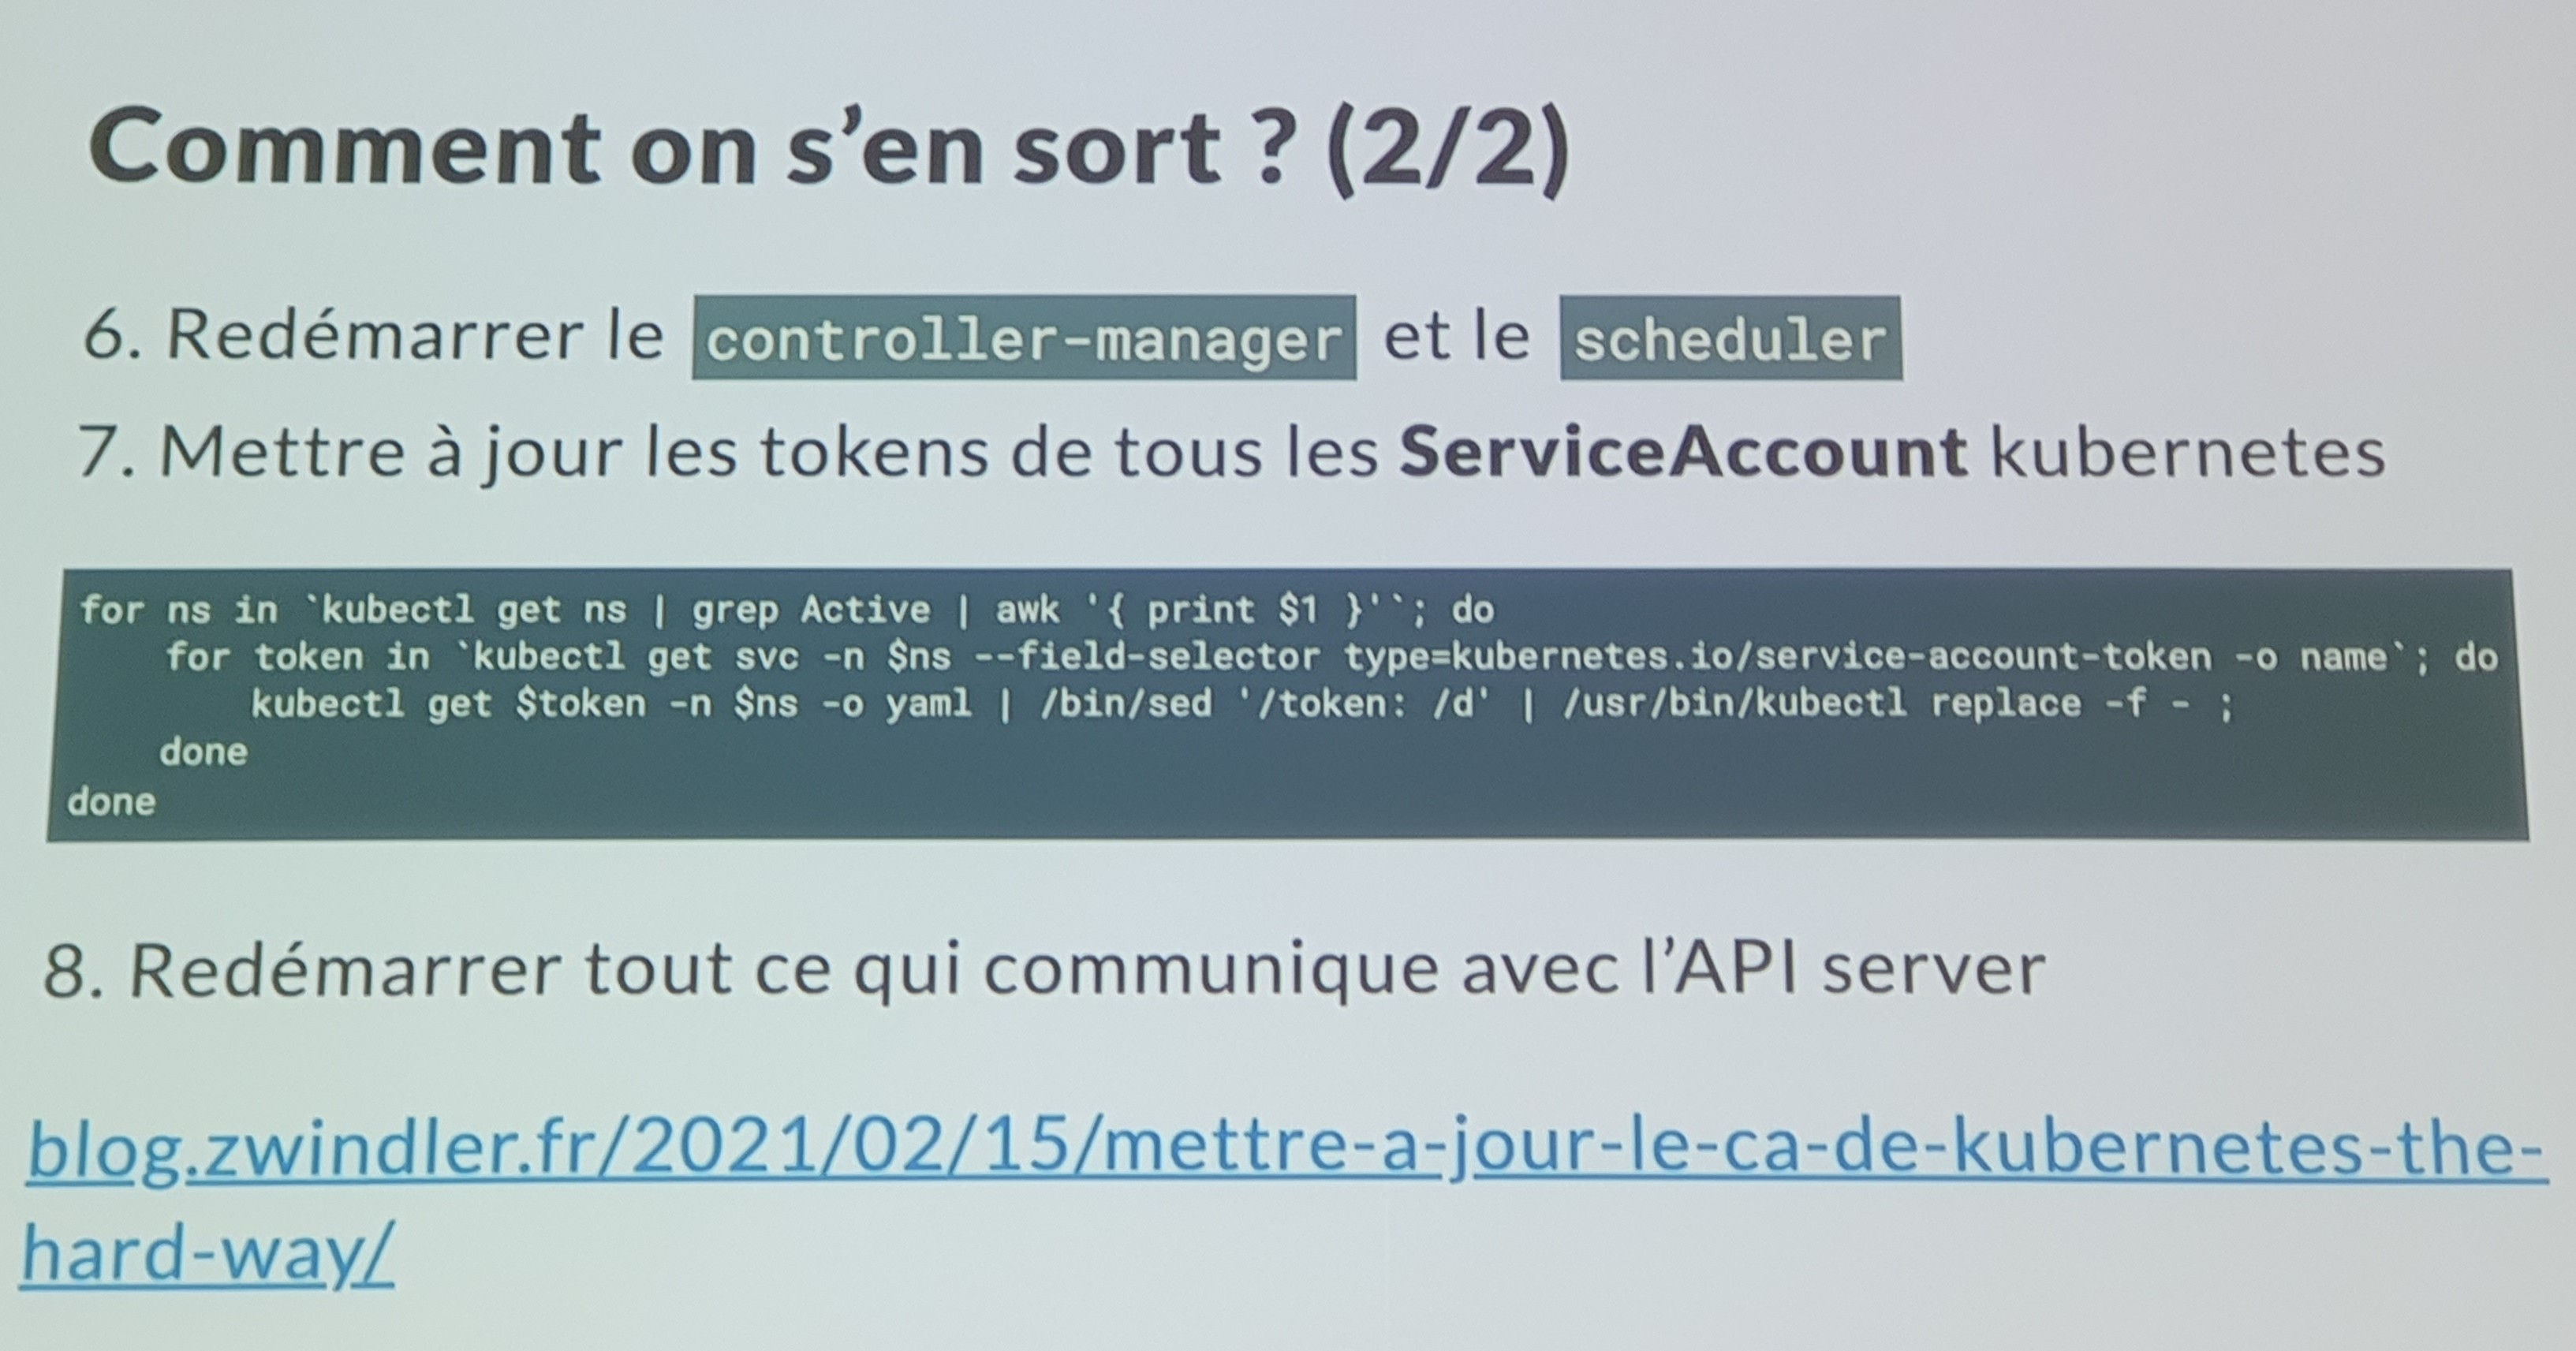 Comment on s’en sort ? (2/2)
6. Redémarrer le controller-manager et le scheduler
7. Mettre à jour les tokens de tous les ServiceAccount kubernetes
for ns in `kubectl get ns | grep Active | awk '{ print $1 }'`; do
for token in `kubectl get svc -n $ns --field-selector type=kubernetes.io/service-account-token -o name`; do
kubectl get $token -n $ns -o yaml | /bin/sed '/token: /d' | /usr/bin/kubectl replace -f - ;
done
done
8. Redémarrer tout ce qui communique avec l’API server
blog.zwindler.fr/2021/02/15/mettre-a-jour-le-ca-de-kubernetes-the-
hard-way/